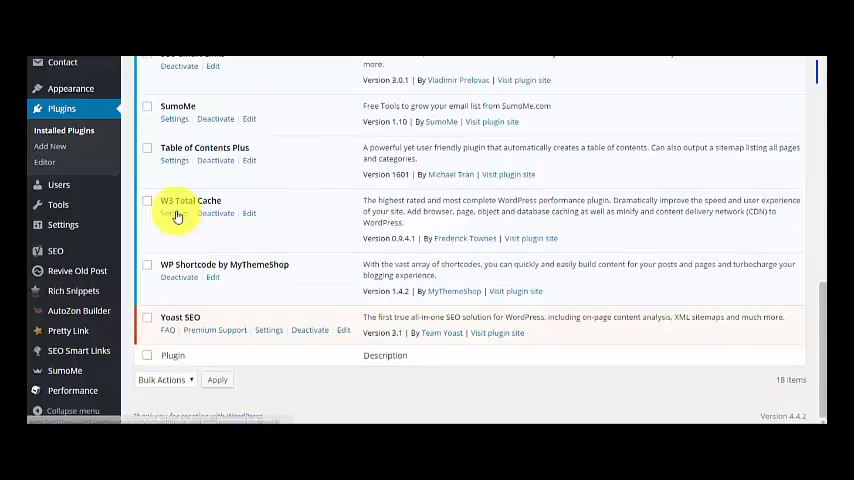 Contact
Appearance
Plugins
Installed Plugins
Add New
Editor
Users
Tools
Settings
SEO
Revive Old Post
Rich Snippets
AutoZon Builder
Pretty Link
SEO Smart Links
SumoMe
Performance
Collapse menu
Deactivate | Edit
more.
Version 3.0.1 | By Vladimir Prelovac | Visit plugin site
SumoMe
Settings | Deactivate | Edit
Free Tools to grow your email list from SumoMe.com
Version 1.10 | By SumoMe | Visit plugin site
Table of Contents Plus
Settings | Deactivate | Edit
A powerful yet user friendly plugin that automatically creates a table of contents. Can also output a sitemap listing all pages
and categories.
Version 1601 | By Michael Tran | Visit plugin site
W3 Total Cache
Settings | Deactivate | Edit
The highest rated and most complete WordPress performance plugin. Dramatically improve the speed and user experience
of your site. Add browser, page, object and database caching as well as minify and content delivery network (CDN) to
WordPress.
Version 0.9.4.1 | By Frederick Townes | Visit plugin site
WP Shortcode by MyThemeShop
Deactivate | Edit
With the vast array of shortcodes, you can quickly and easily build content for your posts and pages and turbocharge your
blogging experience.
Version 1.4.2 | By MyThemeShop | Visit plugin site
Yoast SEO
FAQ | Premium Support | Settings | Deactivate | Edit
The first true all-in-one SEO solution for WordPress, including on-page content analysis, XML sitemaps and much more.
Version 3.1 | By Team Yoast | Visit plugin site
Plugin
Description
Bulk Actions
Apply
18 items
Thank you for creating with WordPress.
Version 4.4.2